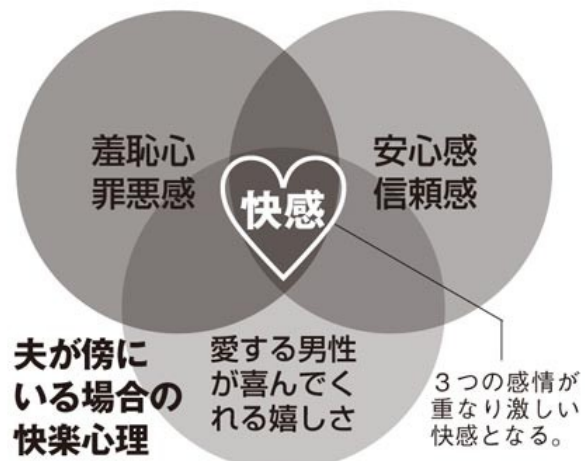 羞恥心
罪悪感
安心感
信頼感
快感
愛する男性
が喜んでく
れる嬉しさ
夫が傍に
いる場合の
快楽心理
3つの感情が
重なり激しい
快感となる。